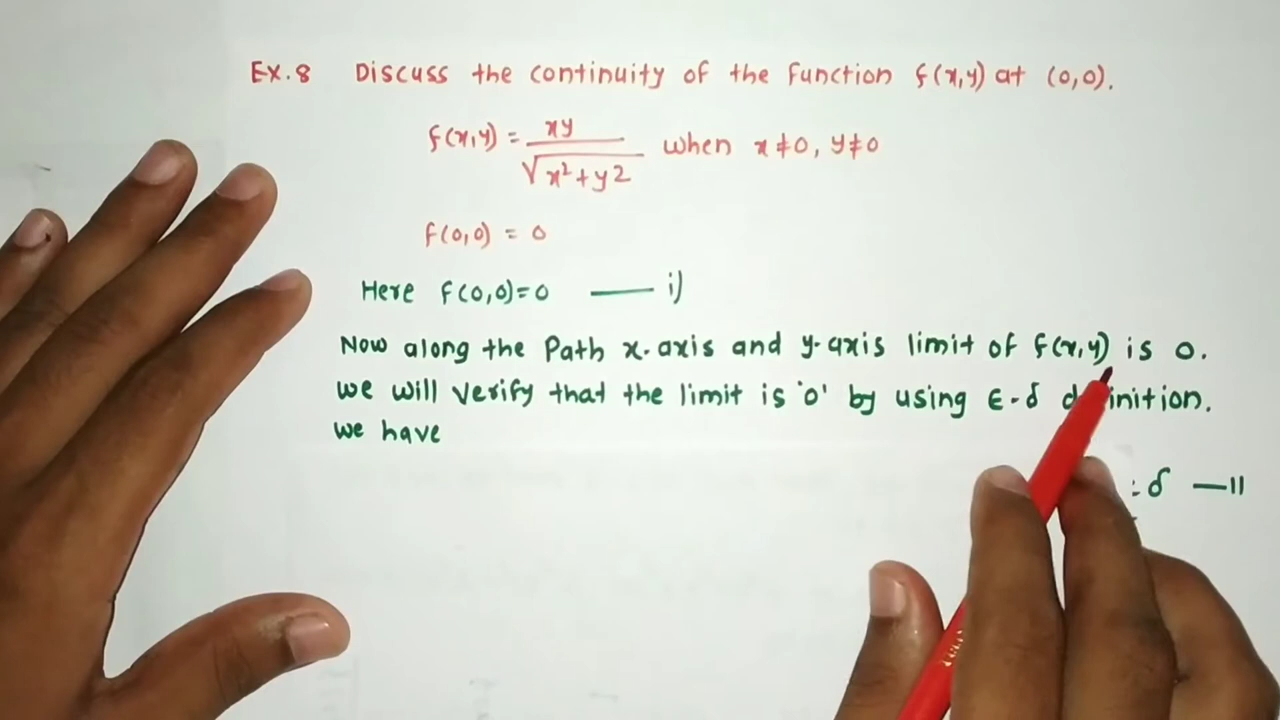 Ex.8 Discuss the continuity of the function f(x,y) at (0,0).
f(x,y) = xy / √x²+y2 when x≠0, y≠0
f(0,0) = 0
Here f(0,0)=0 —— i)
Now along the Path x-axis and y-axis limit of f(x,y) is 0.
we will verify that the limit is '0' by using ε-δ
we have
δ —II